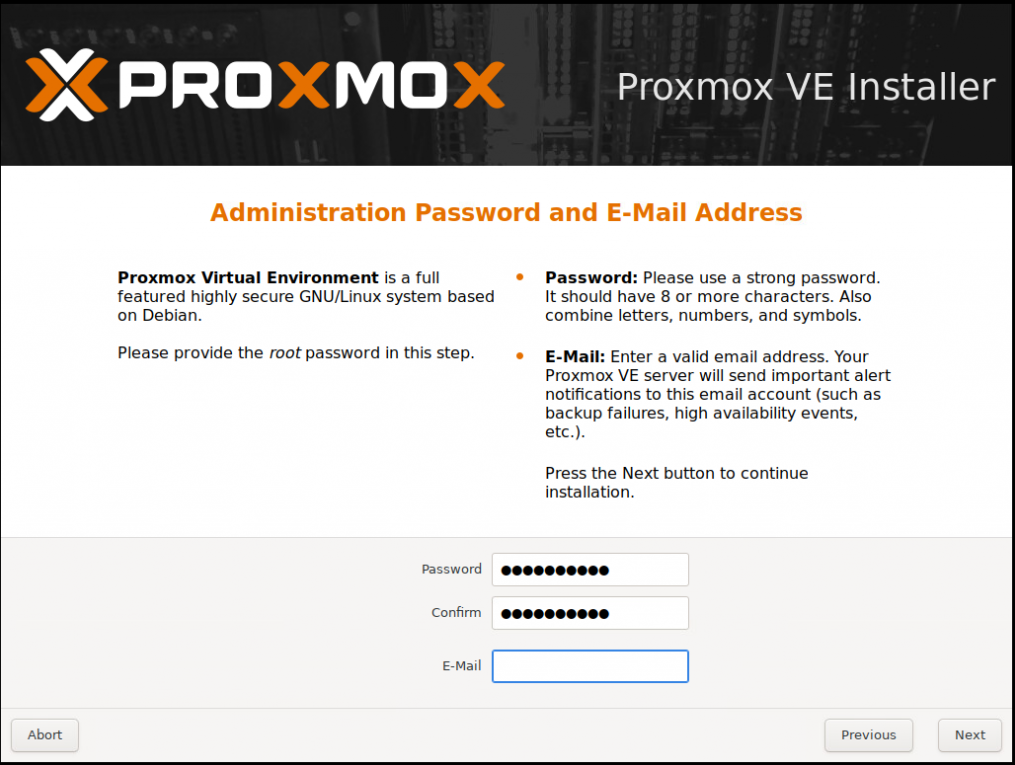 PROXMOX
Proxmox VE Installer
Administration Password and E-Mail Address
Proxmox Virtual Environment is a full
featured highly secure GNU/Linux system based
on Debian.
Please provide the root password in this step.
Password: Please use a strong password.
It should have 8 or more characters. Also
combine letters, numbers, and symbols.
E-Mail: Enter a valid email address. Your
Proxmox VE server will send important alert
notifications to this email account (such as
backup failures, high availability events,
etc.).
Press the Next button to continue
installation.
Password ●●●●●●●●●●
Confirm ●●●●●●●●●●
E-Mail
Abort
Previous
Next